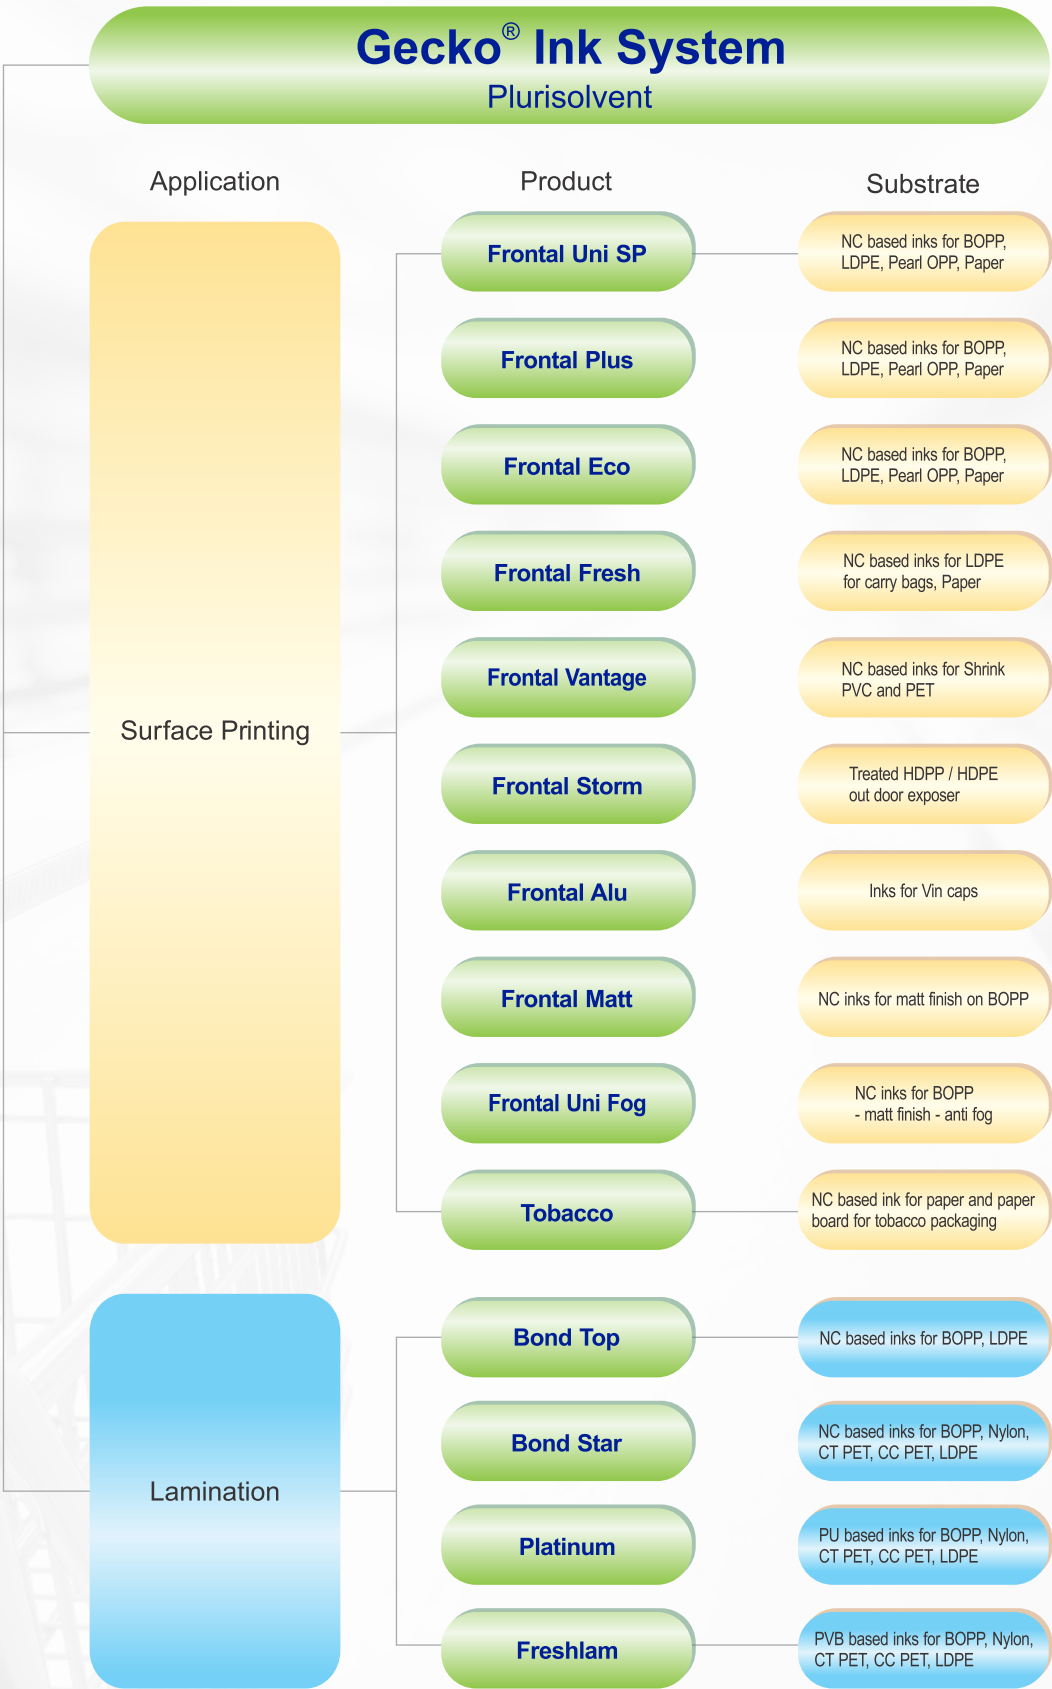 Gecko® Ink System
Plurisolvent
Application
Product
Substrate
Surface Printing
Frontal Uni SP
NC based inks for BOPP,
LDPE, Pearl OPP, Paper
Frontal Plus
NC based inks for BOPP,
LDPE, Pearl OPP, Paper
Frontal Eco
NC based inks for BOPP,
LDPE, Pearl OPP, Paper
Frontal Fresh
NC based inks for LDPE
for carry bags, Paper
Frontal Vantage
NC based inks for Shrink
PVC and PET
Frontal Storm
Treated HDPP / HDPE
out door exposer
Frontal Alu
Inks for Vin caps
Frontal Matt
NC inks for matt finish on BOPP
Frontal Uni Fog
NC inks for BOPP
- matt finish - anti fog
Tobacco
NC based ink for paper and paper
board for tobacco packaging
Lamination
Bond Top
NC based inks for BOPP, LDPE
Bond Star
NC based inks for BOPP, Nylon,
CT PET, CC PET, LDPE
Platinum
PU based inks for BOPP, Nylon,
CT PET, CC PET, LDPE
Freshlam
PVB based inks for BOPP, Nylon,
CT PET, CC PET, LDPE